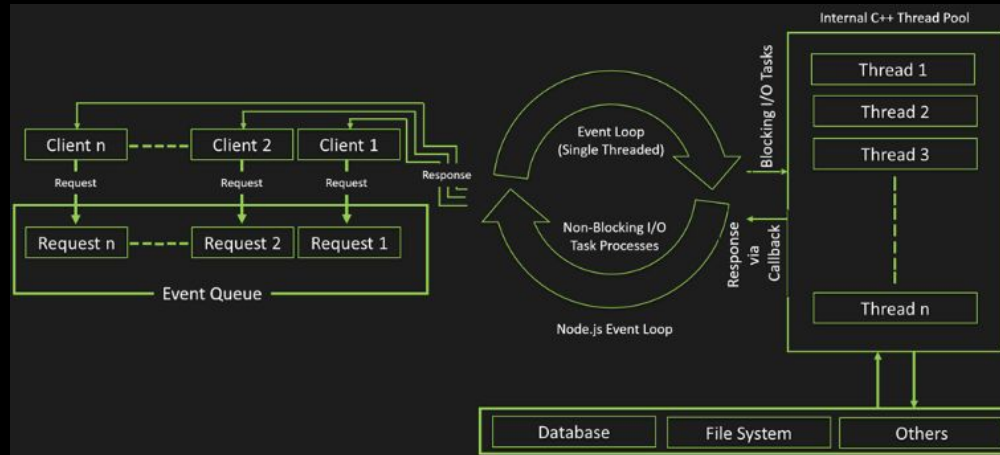 Internal C++ Thread Pool
Client n
Client 2
Client 1
Request
Request
Request
Response
Request n
Request 2
Request 1
Event Queue
Event Loop
(Single Threaded)
Non-Blocking I/O
Task Processes
Node.js Event Loop
Blocking I/O Tasks
Response
via
Callback
Thread 1
Thread 2
Thread 3
Thread n
Database
File System
Others